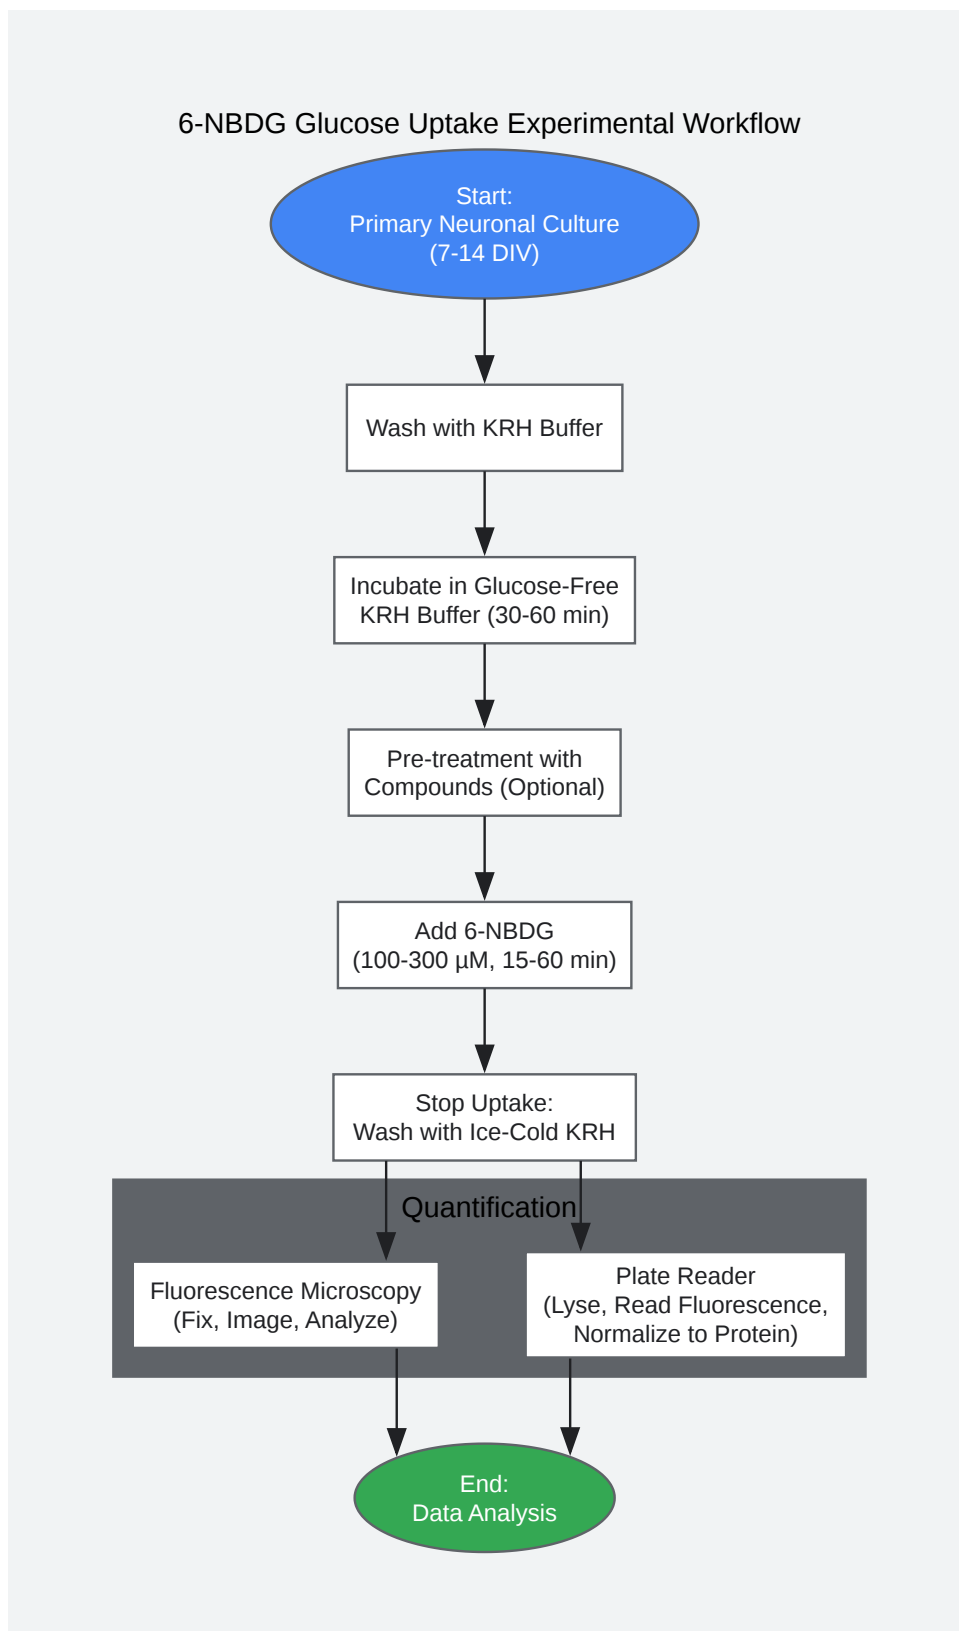 6-NBDG Glucose Uptake Experimental Workflow
Start:
Primary Neuronal Culture
(7-14 DIV)
Wash with KRH Buffer
Incubate in Glucose-Free
KRH Buffer (30-60 min)
Pre-treatment with
Compounds (Optional)
Add 6-NBDG
(100-300 µM, 15-60 min)
Stop Uptake:
Wash with Ice-Cold KRH
Quantification
Fluorescence Microscopy
(Fix, Image, Analyze)
Plate Reader
(Lyse, Read Fluorescence,
Normalize to Protein)
End:
Data Analysis